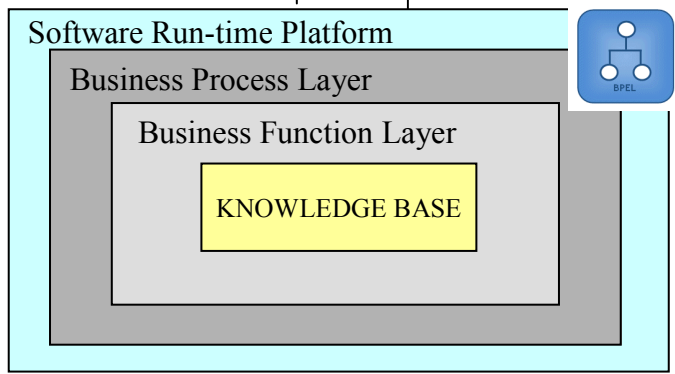 Software Run-time Platform
Business Process Layer
BPEL
Business Function Layer
KNOWLEDGE BASE